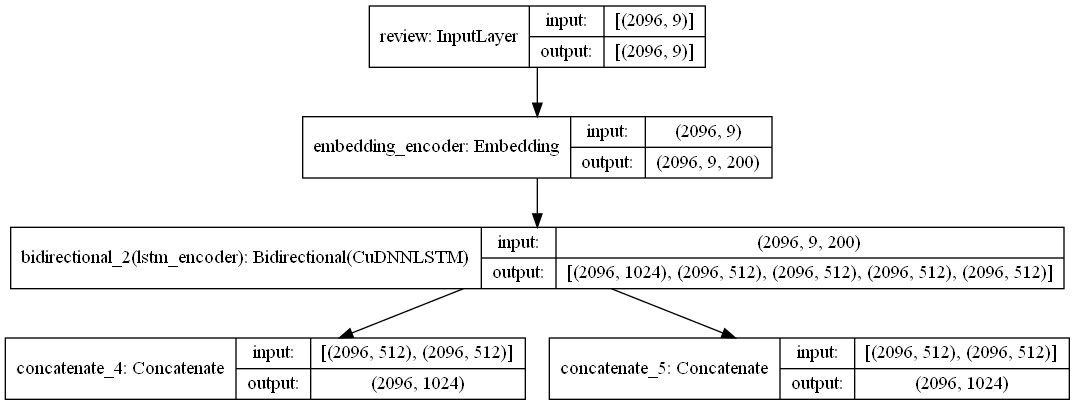 review: InputLayer
input: [(2096, 9)]
output: [(2096, 9)]
embedding_encoder: Embedding
input: (2096, 9)
output: (2096, 9, 200)
bidirectional_2(lstm_encoder): Bidirectional(CuDNNLSTM)
input: (2096, 9, 200)
output: [(2096, 1024), (2096, 512), (2096, 512), (2096, 512), (2096, 512)]
concatenate_4: Concatenate
input: [(2096, 512), (2096, 512)]
output: (2096, 1024)
concatenate_5: Concatenate
input: [(2096, 512), (2096, 512)]
output: (2096, 1024)